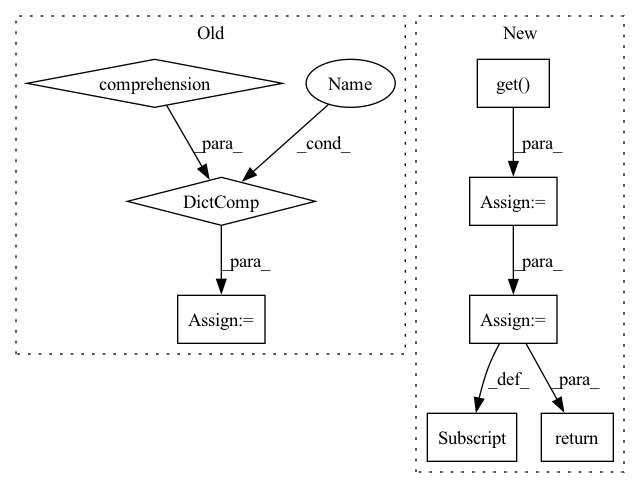 Old
New
comprehension
Name
get()
_para_
_cond_
_para_
DictComp
Assign:=
_para_
_para_
Assign:=
Assign:=
_def_
_para_
Subscript
return